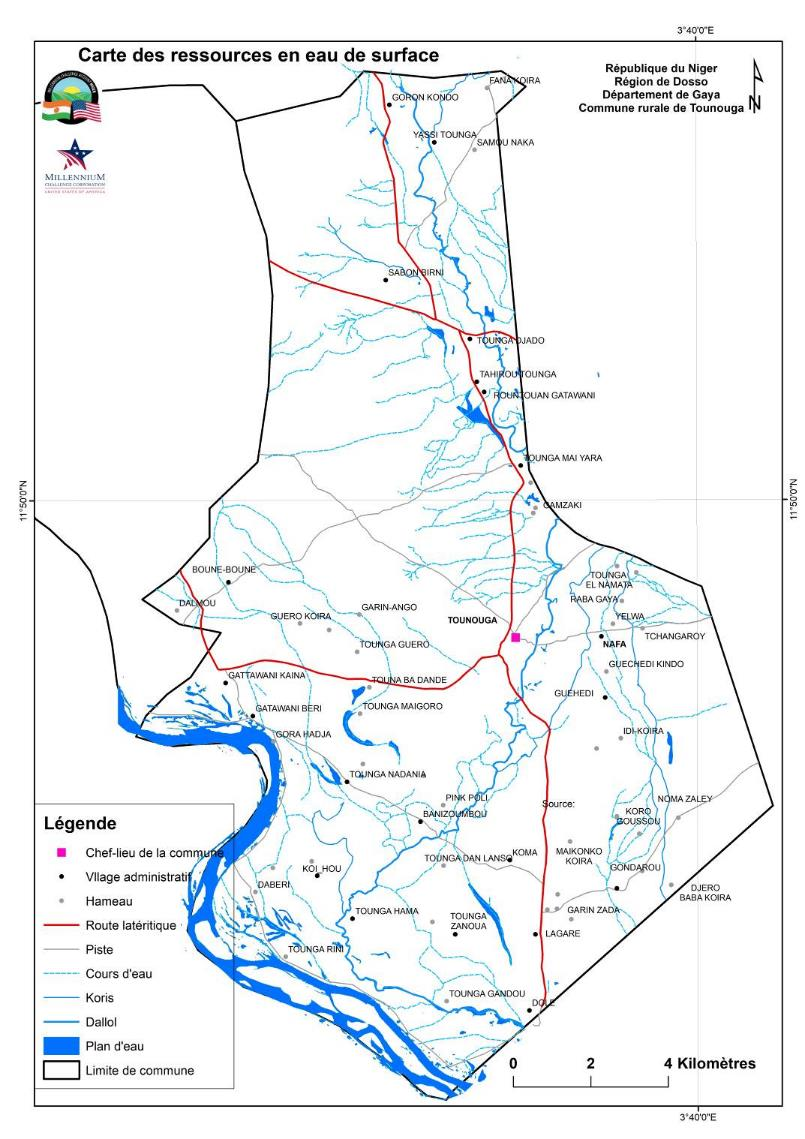 3°40'0"E
Carte des ressources en eau de surface
République du Niger
Région de Dosso
Département de Gaya
Commune rurale de Tounouga
N
MILLENNIUM
CHALLENGE CORPORATION
UNITED STATES OF AMERICA
FANA KOIRA
GORON KONDO
YASSI TOUNGA
SAMOU NAKA
SABON BIRNI
TOUNGA DJADO
TAHIROU TOUNGA
ROUNTOUAN GATAWANI
TOUNGA MAI YARA
11°50'0"N
11°50'0"N
GAMZAKI
BOUNE-BOUNE
TOUNGA
EL NAMATA
RABA GAYA
DALMOU
GARIN-ANGO
GUERO KOIRA
TOUNOUGA
YELWA
TCHANGAROY
NAFA
TOUNGA GUERO
GUECHEDI KINDO
GATTAWANI KAINA
TOUNA BA DANDE
GUEHEDI
GATAWANI BERI
TOUNGA MAIGORO
GORA HADJA
IDI-KOIRA
TOUNGA NADANIA
PINK POLI
Source:
NOMA ZALEY
BANIZOUMBOU
KORO
GOUSSOU
Légende
Chef-lieu de la commune
VIlage administratif
Hameau
Route latéritique
Piste
Cours d'eau
Koris
Dallol
Plan d'eau
Limite de commune
TOUNGA DAN LANSO
KOMA
MAIKONKO
KOIRA
KOI_HOU
GONDAROU
DABERI
DJERO
BABA KOIRA
TOUNGA HAMA
TOUNGA
ZANOUA
GARIN ZADA
LAGARE
TOUNGA RINI
TOUNGA GANDOU
DOLE
0 2 4 Kilomètres
3°40'0"E